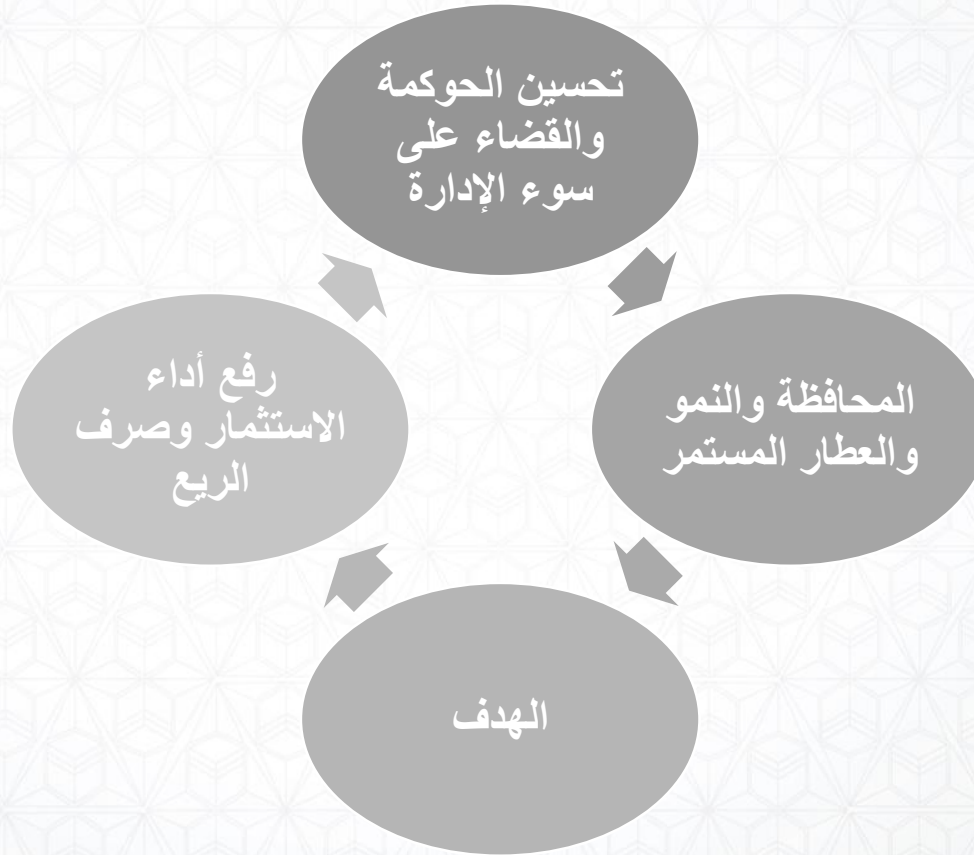 تحسين الحوكمة
والقضاء على
سوء الإدارة
المحافظة والنمو
والعطار المستمر
الهدف
رفع أداء
الاستثمار وصرف
الريع